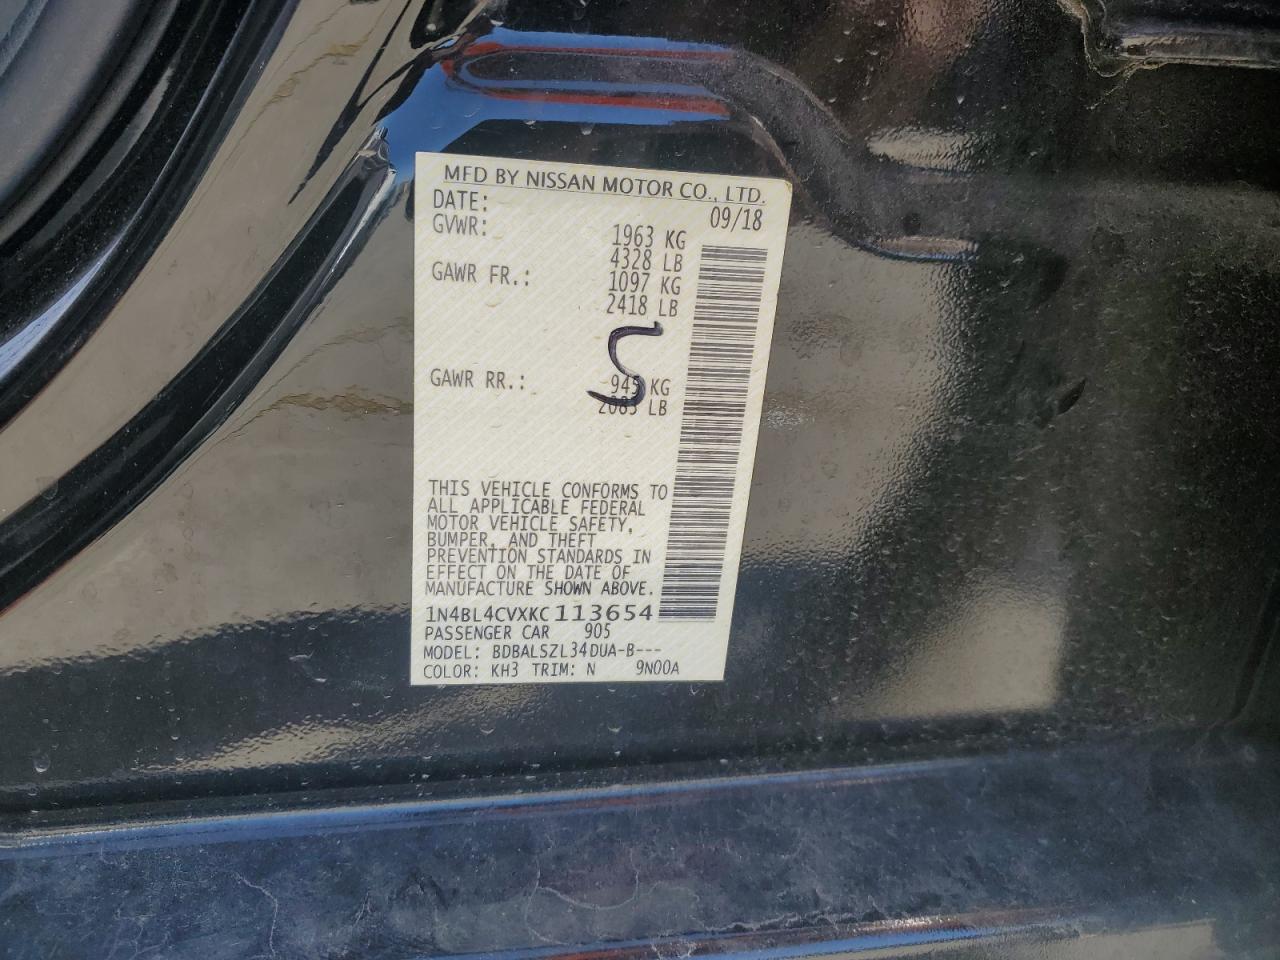 MFD BY NISSAN MOTOR CO., LTD.
DATE: 09/18
GVWR: 1963 KG
4328 LB
GAWR FR.: 1097 KG
2418 LB
5
GAWR RR.: 945 KG
2083 LB
THIS VEHICLE CONFORMS TO
ALL APPLICABLE FEDERAL
MOTOR VEHICLE SAFETY,
BUMPER, AND THEFT
PREVENTION STANDARDS IN
EFFECT ON THE DATE OF
MANUFACTURE SHOWN ABOVE.
1N4BL4CVXKC113654
PASSENGER CAR 905
MODEL: BDBALSZL34DUA-B---
COLOR: KH3 TRIM: N 9N00A